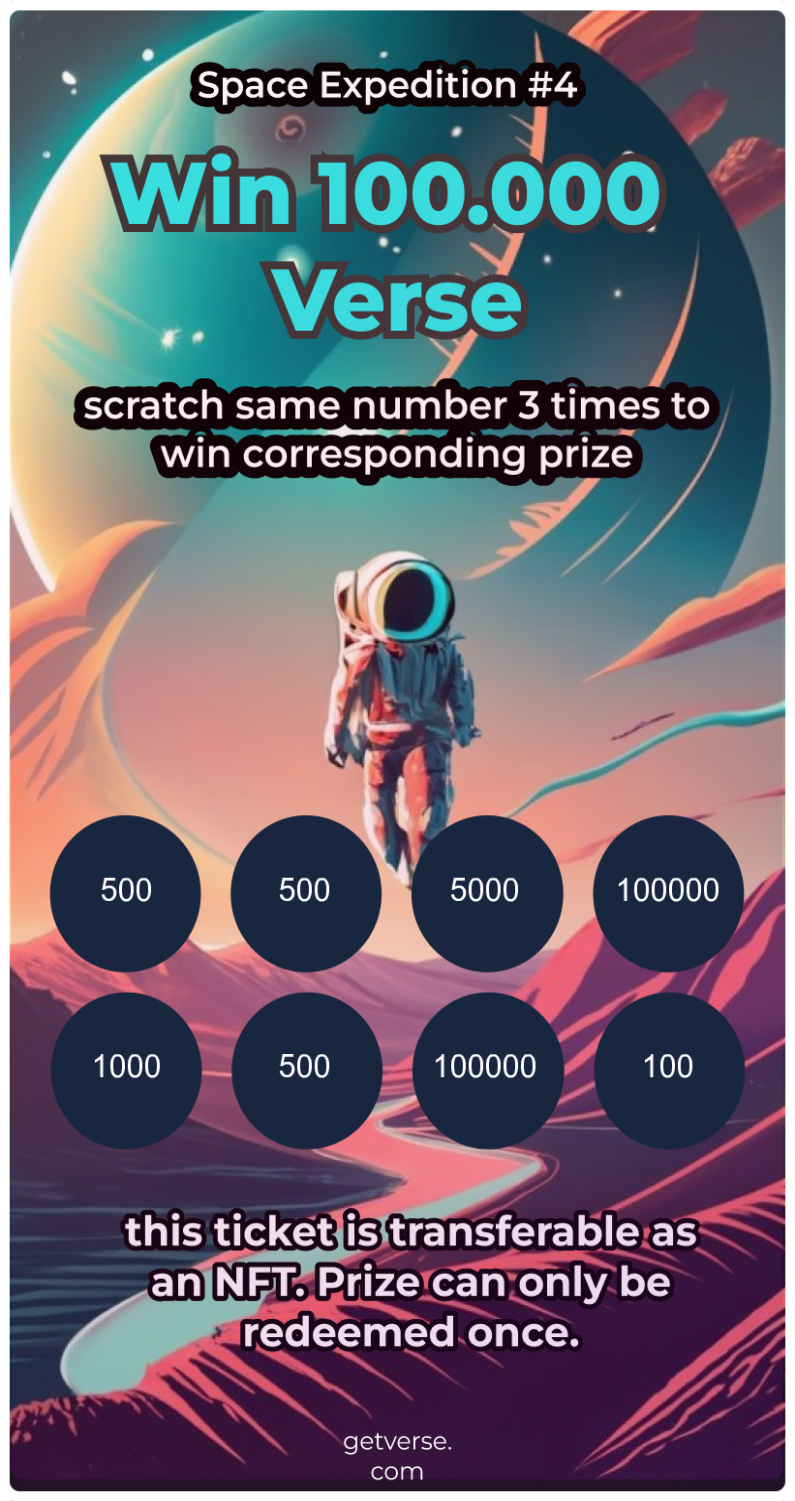 Space Expedition #4
Win 100.000
Verse
scratch same number 3 times to
win corresponding prize
500 500 5000 100000
1000 500 100000 100
this ticket is transferable as
an NFT. Prize can only be
redeemed once.
getverse.
com